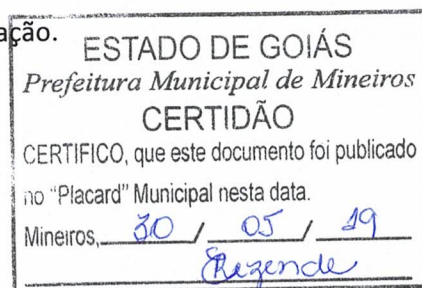 ação.
ESTADO DE GOIÁS
Prefeitura Municipal de Mineiros
CERTIDÃO
CERTIFICO, que este documento foi publicado
no "Placard" Municipal nesta data.
Mineiros, 30 / 05 / 19
Rezende